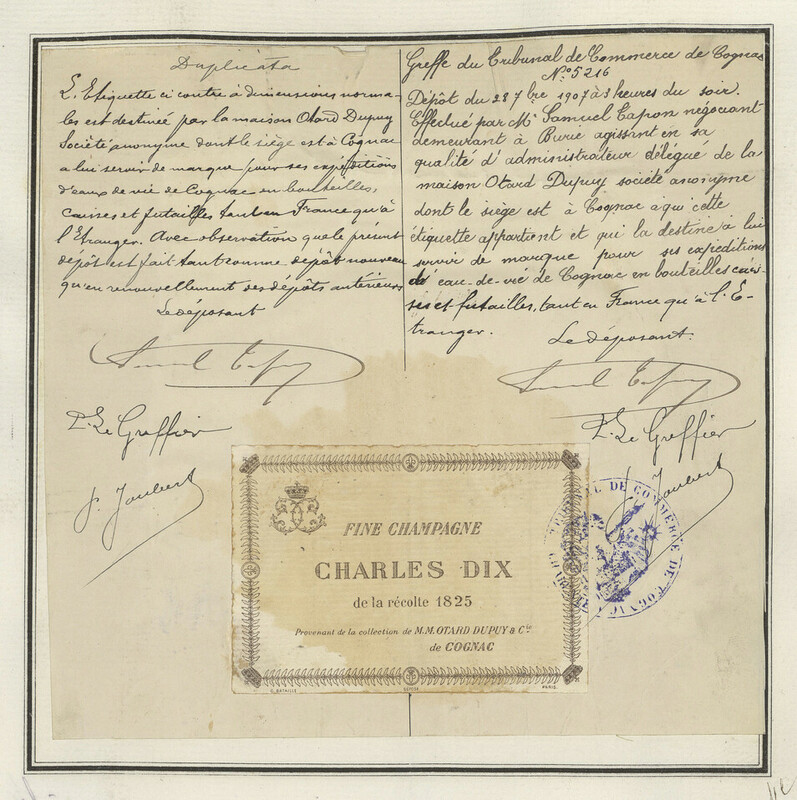 Duplicata
L'Etiquette ci contre à dimensions norma-
les est destinée par la maison Otard Dupuy
Société anonyme dont le siège est à Cognac
a lui servir de marque pour ses expéditions
d'eaux de vie de Cognac en bouteilles,
caisses et futailles tant en France qu'à
l'Etranger. Avec observation que le présent
dépôt est fait tant comme dépôt nouveau
qu'en renouvellement des dépôts antérieurs
Le déposant
Greffe du Tribunal de Commerce de Cognac
N° 5216
Dépôt du 28 7bre 1907 à 3 heures du soir.
Effectué par Mr Samuel Tapon négociant
demeurant à Burie agissant en sa
qualité d'administrateur délégué de la
maison Otard Dupuy société anonyme
dont le siège est à Cognac à qui cette
étiquette appartient et qui la destine à lui
servir de marque pour ses expéditions
d'eau-de-vie de Cognac en bouteilles cais-
ses et futailles, tant en France qu'à l'E-
tranger.
Le déposant.
P. Le Greffier
J. Joubert
P. Le Greffier
Joubert
FINE CHAMPAGNE
CHARLES DIX
de la récolte 1825
Provenant de la collection de M.M. OTARD DUPUY & Cie
de COGNAC
G. BATAILLE
PARIS.
DE COMMERCE DE COGNAC